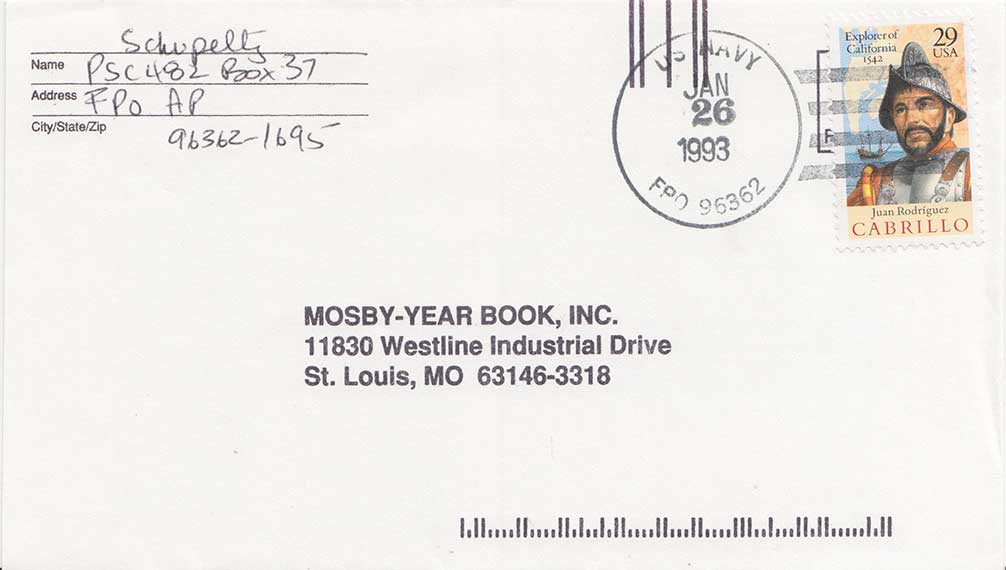 Schupeltz
Name PSC 482 Box 37
Address FPO AP
City/State/Zip
96362-1695
US NAVY
JAN
26
1993
FPO 96362
F
Explorer of
California
1542
29
USA
Juan Rodríguez
CABRILLO
MOSBY-YEAR BOOK, INC.
11830 Westline Industrial Drive
St. Louis, MO 63146-3318